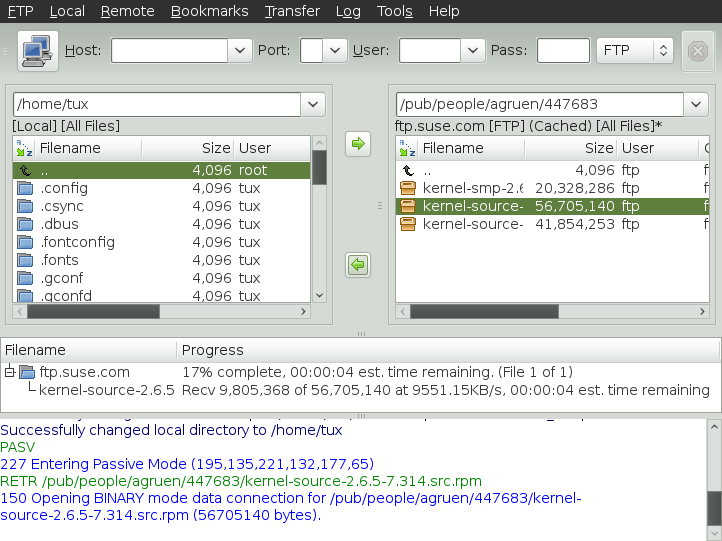 FTP Local Remote Bookmarks Transfer Log Tools Help
Host: Port: User: Pass: FTP
/home/tux
[Local] [All Files]
Filename Size User
.. 4,096 root
.config 4,096 tux
.csync 4,096 tux
.dbus 4,096 tux
.fontconfig 4,096 tux
.fonts 4,096 tux
.gconf 4,096 tux
.gconfd 4,096 tux
/pub/people/agruen/447683
ftp.suse.com [FTP] (Cached) [All Files]*
Filename Size User
.. 4,096 ftp
kernel-smp-2.6 20,328,286 ftp
kernel-source- 56,705,140 ftp
kernel-source- 41,854,253 ftp
Filename Progress
ftp.suse.com 17% complete, 00:00:04 est. time remaining. (File 1 of 1)
kernel-source-2.6.5 Recv 9,805,368 of 56,705,140 at 9551.15KB/s, 00:00:04 est. time remaining
Successfully changed local directory to /home/tux
PASV
227 Entering Passive Mode (195,135,221,132,177,65)
RETR /pub/people/agruen/447683/kernel-source-2.6.5-7.314.src.rpm
150 Opening BINARY mode data connection for /pub/people/agruen/447683/kernel-
source-2.6.5-7.314.src.rpm (56705140 bytes).